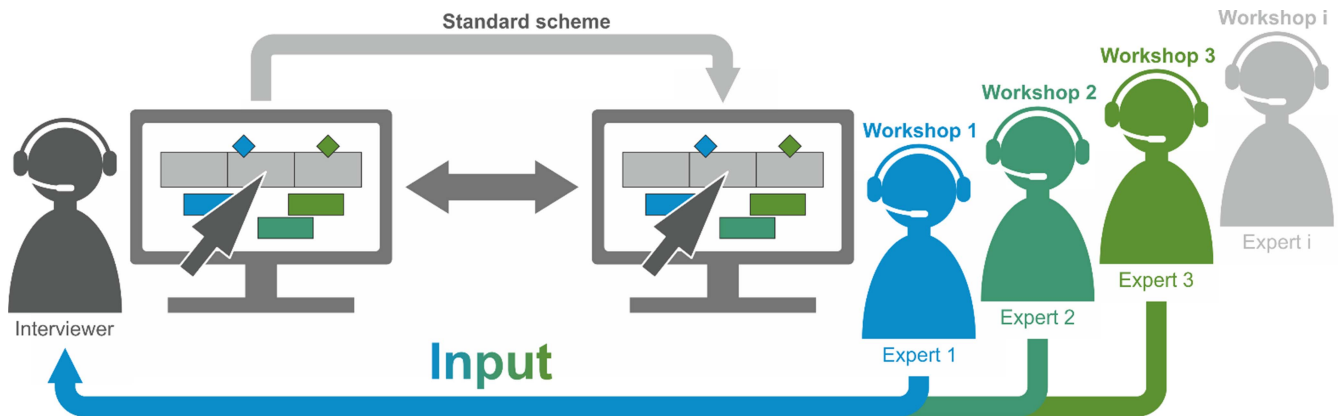 Standard scheme
Workshop i
Workshop 3
Workshop 2
Workshop 1
Expert i
Expert 3
Expert 2
Interviewer
Expert 1
Input